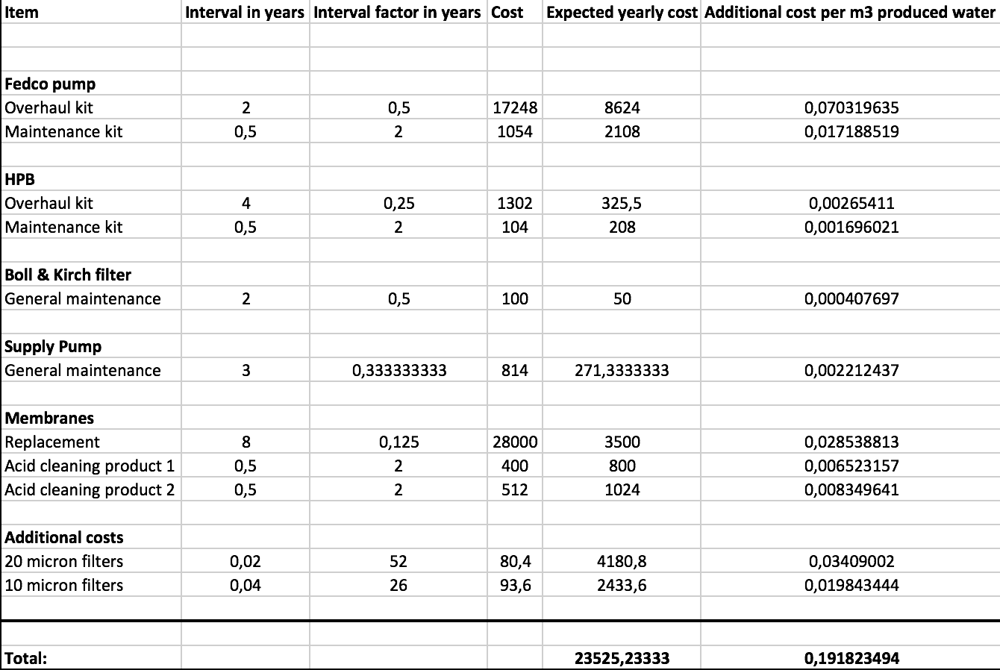 Item Interval in years Interval factor in years Cost Expected yearly cost Additional cost per m3 produced water
Fedco pump
Overhaul kit 2 0,5 17248 8624 0,070319635
Maintenance kit 0,5 2 1054 2108 0,017188519
HPB
Overhaul kit 4 0,25 1302 325,5 0,00265411
Maintenance kit 0,5 2 104 208 0,001696021
Boll & Kirch filter
General maintenance 2 0,5 100 50 0,000407697
Supply Pump
General maintenance 3 0,333333333 814 271,3333333 0,002212437
Membranes
Replacement 8 0,125 28000 3500 0,028538813
Acid cleaning product 1 0,5 2 400 800 0,006523157
Acid cleaning product 2 0,5 2 512 1024 0,008349641
Additional costs
20 micron filters 0,02 52 80,4 4180,8 0,03409002
10 micron filters 0,04 26 93,6 2433,6 0,019843444
Total: 23525,23333 0,191823494